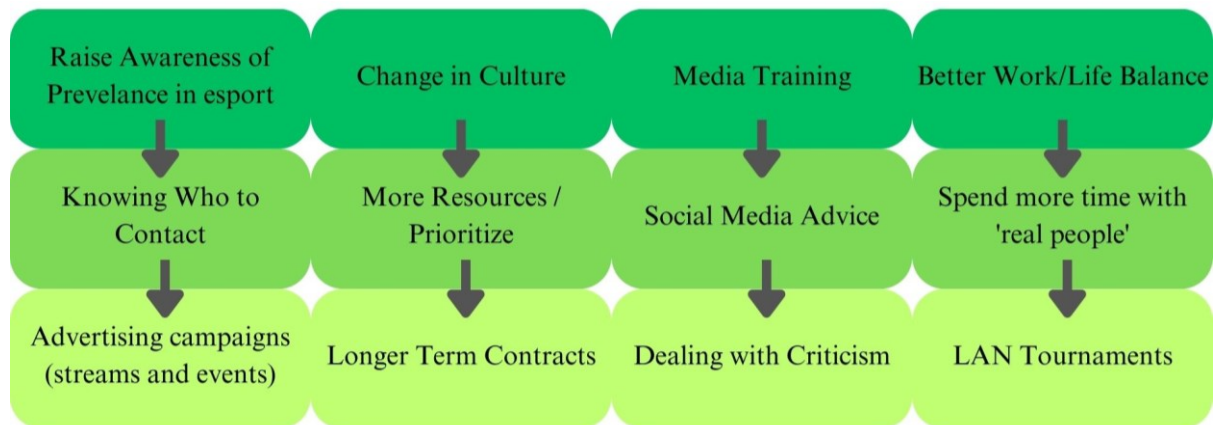 Raise Awareness of
Prevelance in esport
Change in Culture
Media Training
Better Work/Life Balance
Knowing Who to
Contact
More Resources /
Prioritize
Social Media Advice
Spend more time with
'real people'
Advertising campaigns
(streams and events)
Longer Term Contracts
Dealing with Criticism
LAN Tournaments